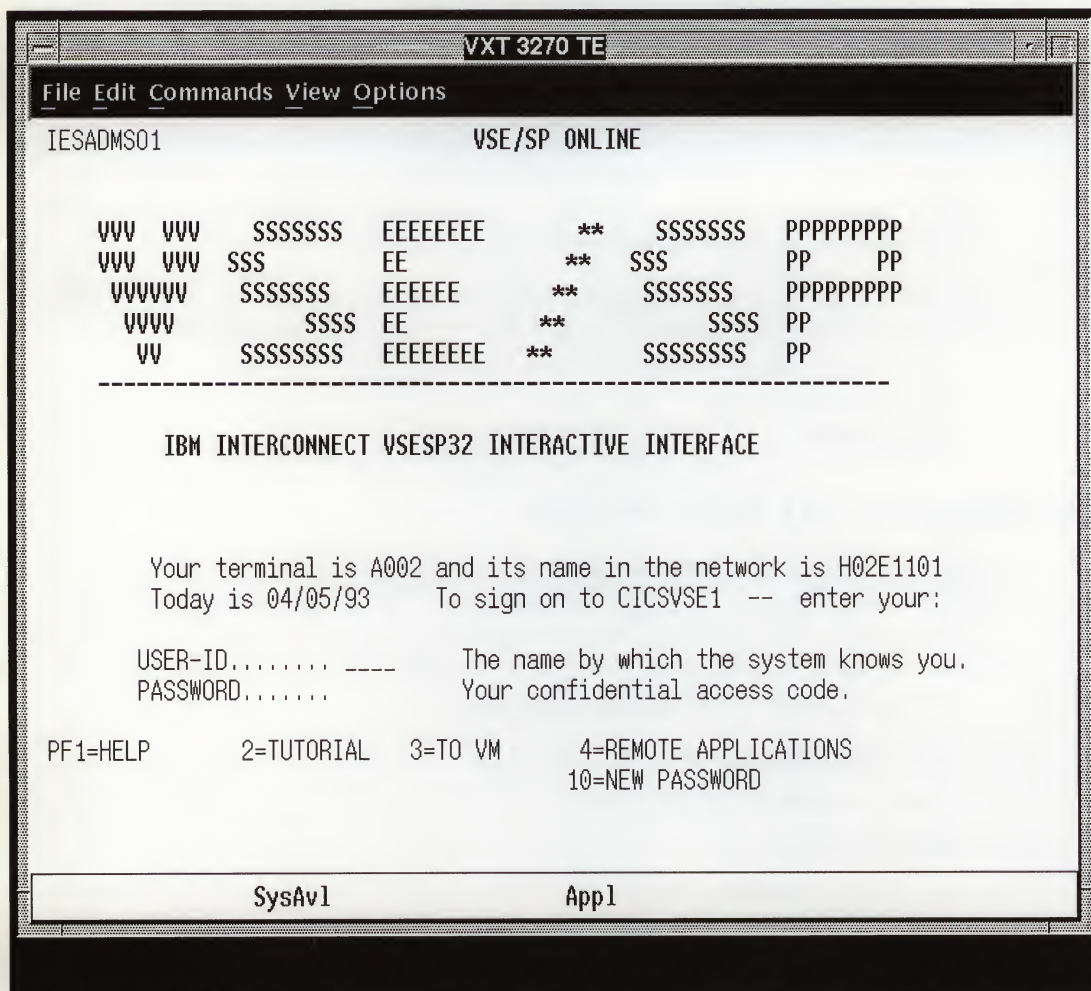 VXT 3270 TE
File Edit Commands View Options
IESADMSO1 VSE/SP ONLINE
VVV VVV SSSSSSS EEEEEEEE ** SSSSSSS PPPPPPPPP
VVV VVV SSS EE ** SSS PP PP
VVVVVV SSSSSSS EEEEEE ** SSSSSSS PPPPPPPPP
VVVV SSSS EE ** SSSS PP
VV SSSSSSSS EEEEEEEE ** SSSSSSSS PP
-------------------------------------------------------------
IBM INTERCONNECT VSESP32 INTERACTIVE INTERFACE
Your terminal is A002 and its name in the network is H02E1101
Today is 04/05/93 To sign on to CICSVSE1 -- enter your:
USER-ID........ ____ The name by which the system knows you.
PASSWORD....... Your confidential access code.
PF1=HELP 2=TUTORIAL 3=TO VM 4=REMOTE APPLICATIONS
10=NEW PASSWORD
SysAvl Appl